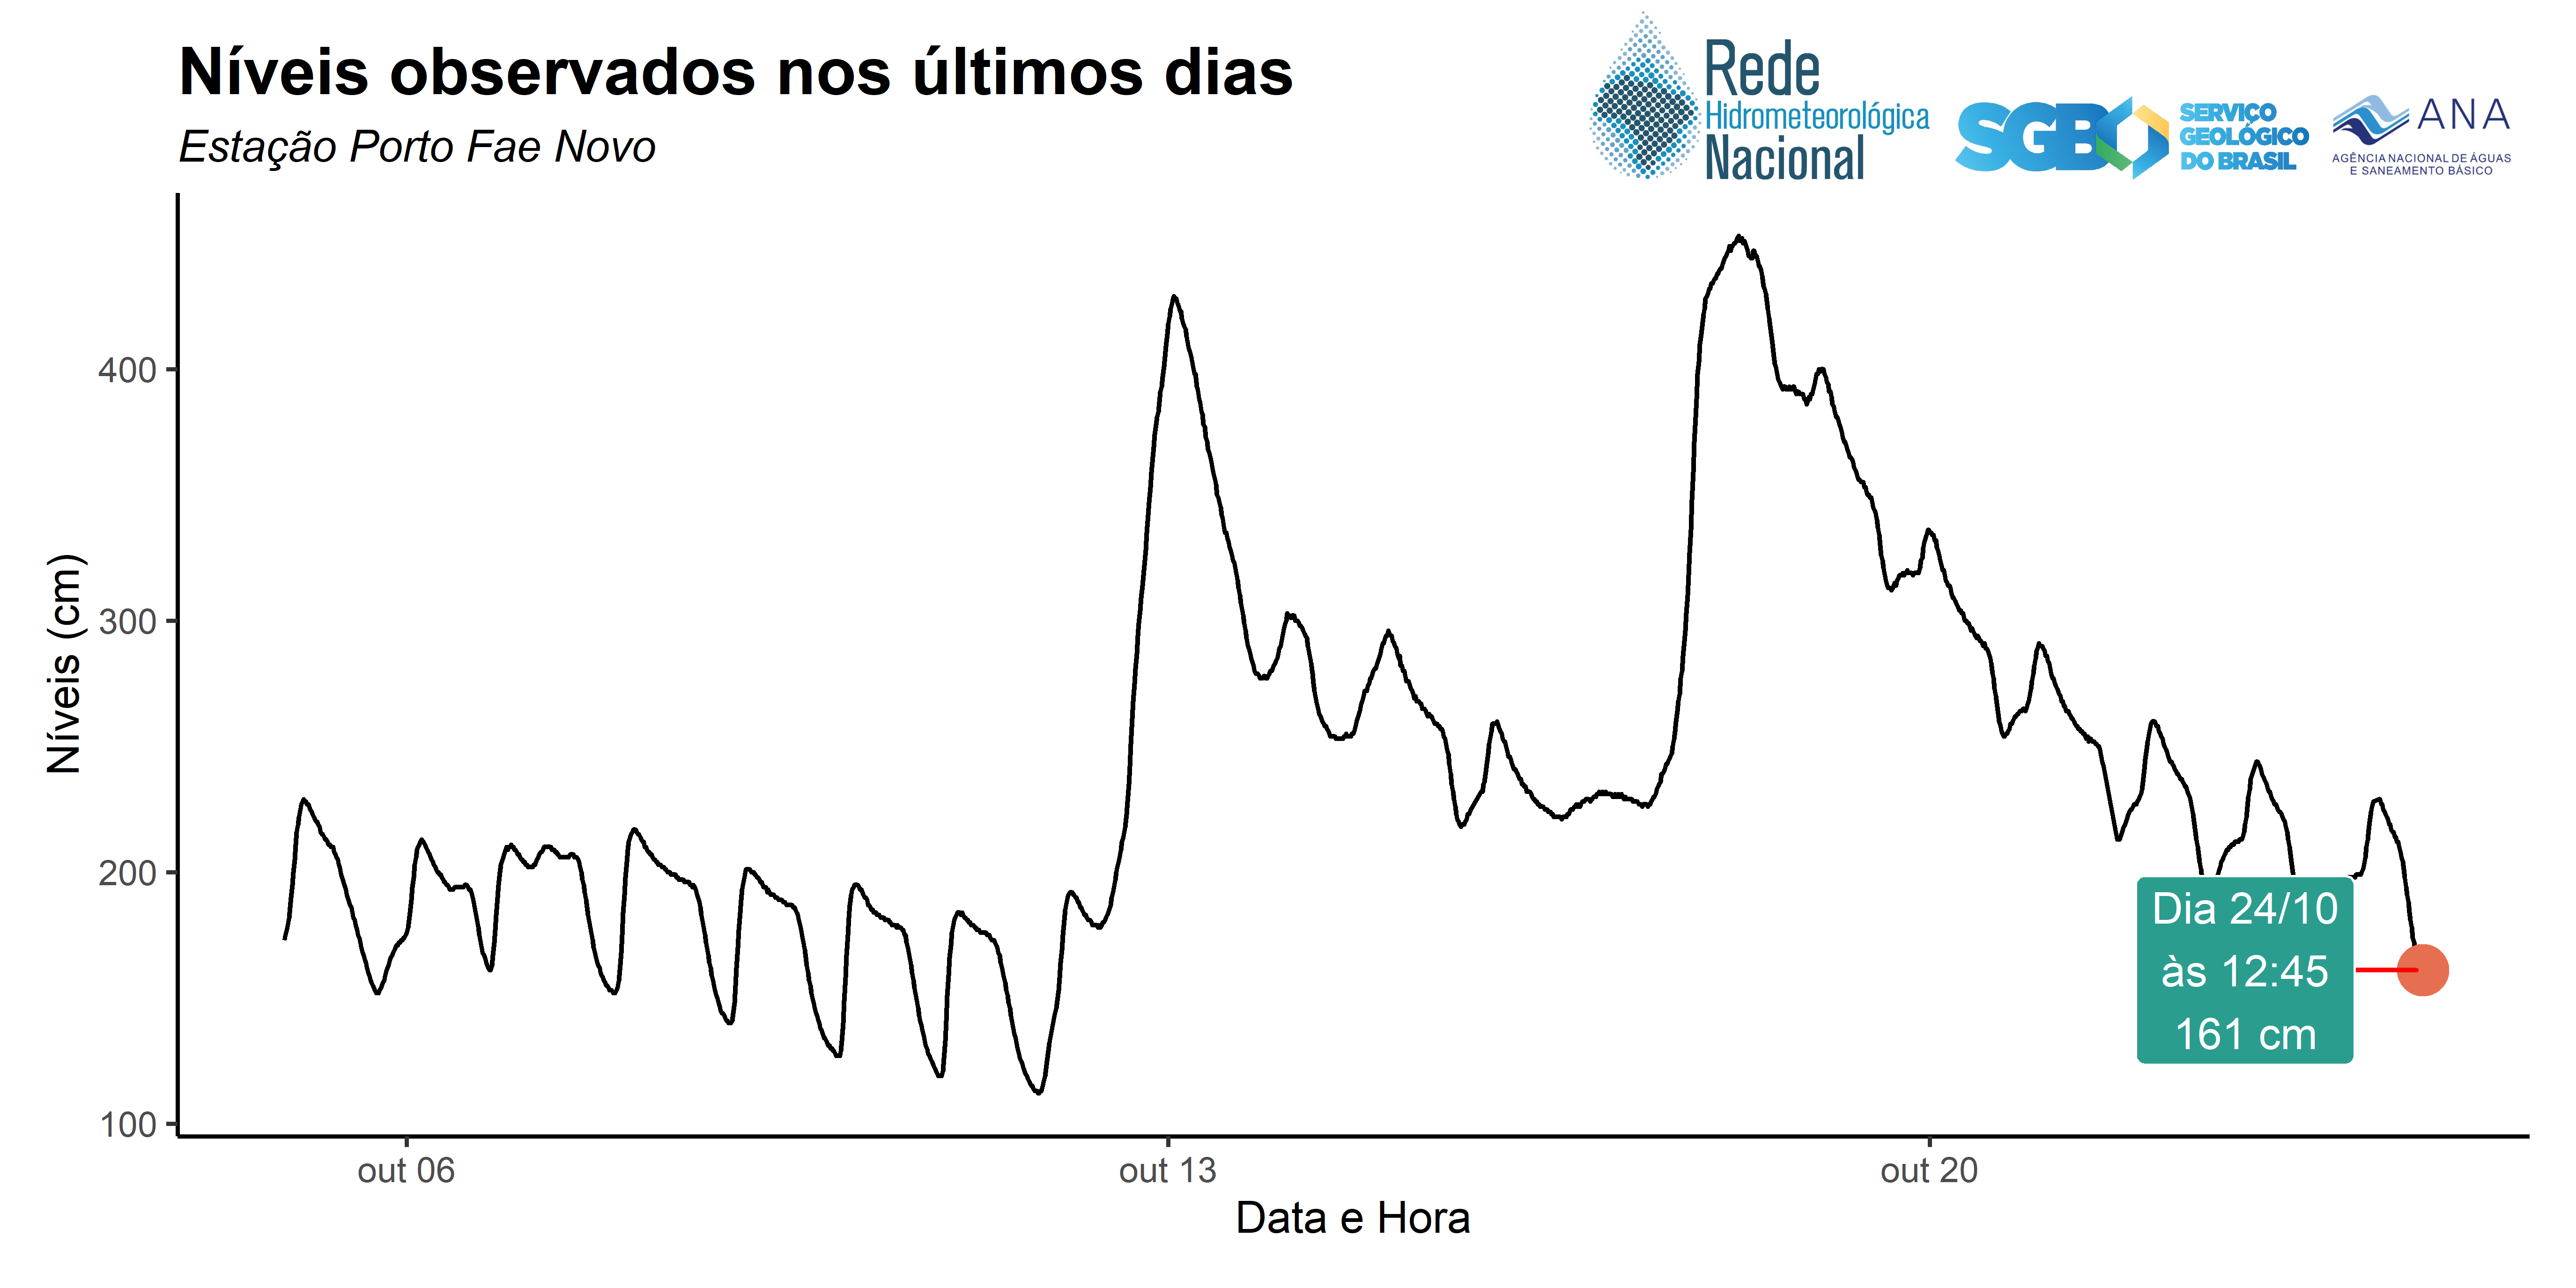 Níveis observados nos últimos dias
Estação Porto Fae Novo
Rede
Hidrometeorológica
Nacional
SGB
SERVIÇO
GEOLÓGICO
DO BRASIL
ANA
AGÊNCIA NACIONAL DE ÁGUAS
E SANEAMENTO BÁSICO
Níveis (cm)
400
300
200
100
Dia 24/10
às 12:45
161 cm
out 06
out 13
out 20
Data e Hora